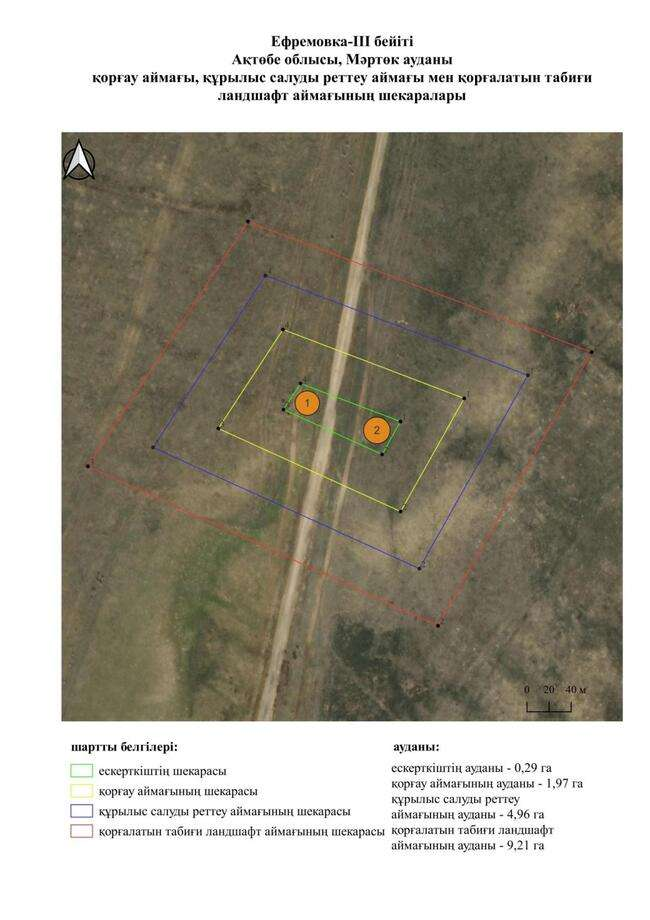 Ефремовка-III бейіті
Ақтөбе облысы, Мәртөк ауданы
қорғау аймағы, құрылыс салуды реттеу аймағы мен қорғалатын табиғи
ландшафт аймағының шекаралары
1
2
0 20 40 м
шартты белгілері:
ескерткіштің шекарасы
қорғау аймағының шекарасы
құрылыс салуды реттеу аймағының шекарасы
қорғалатын табиғи ландшафт аймағының шекарасы
ауданы:
ескерткіштің ауданы - 0,29 га
қорғау аймағының ауданы - 1,97 га
құрылыс салуды реттеу
аймағының ауданы - 4,96 га
қорғалатын табиғи ландшафт
аймағының ауданы - 9,21 га